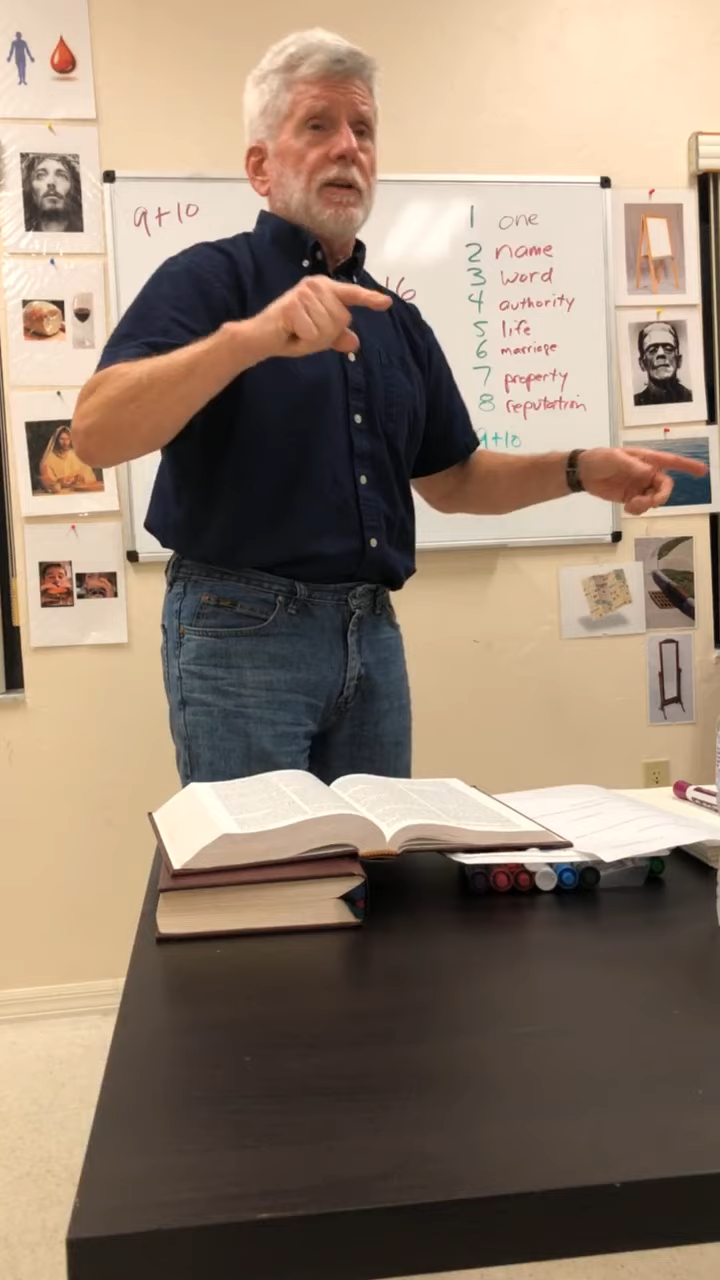 9+10
16
1 one
2 name
3 word
4 authority
5 life
6 marriage
7 property
8 reputation
9+10